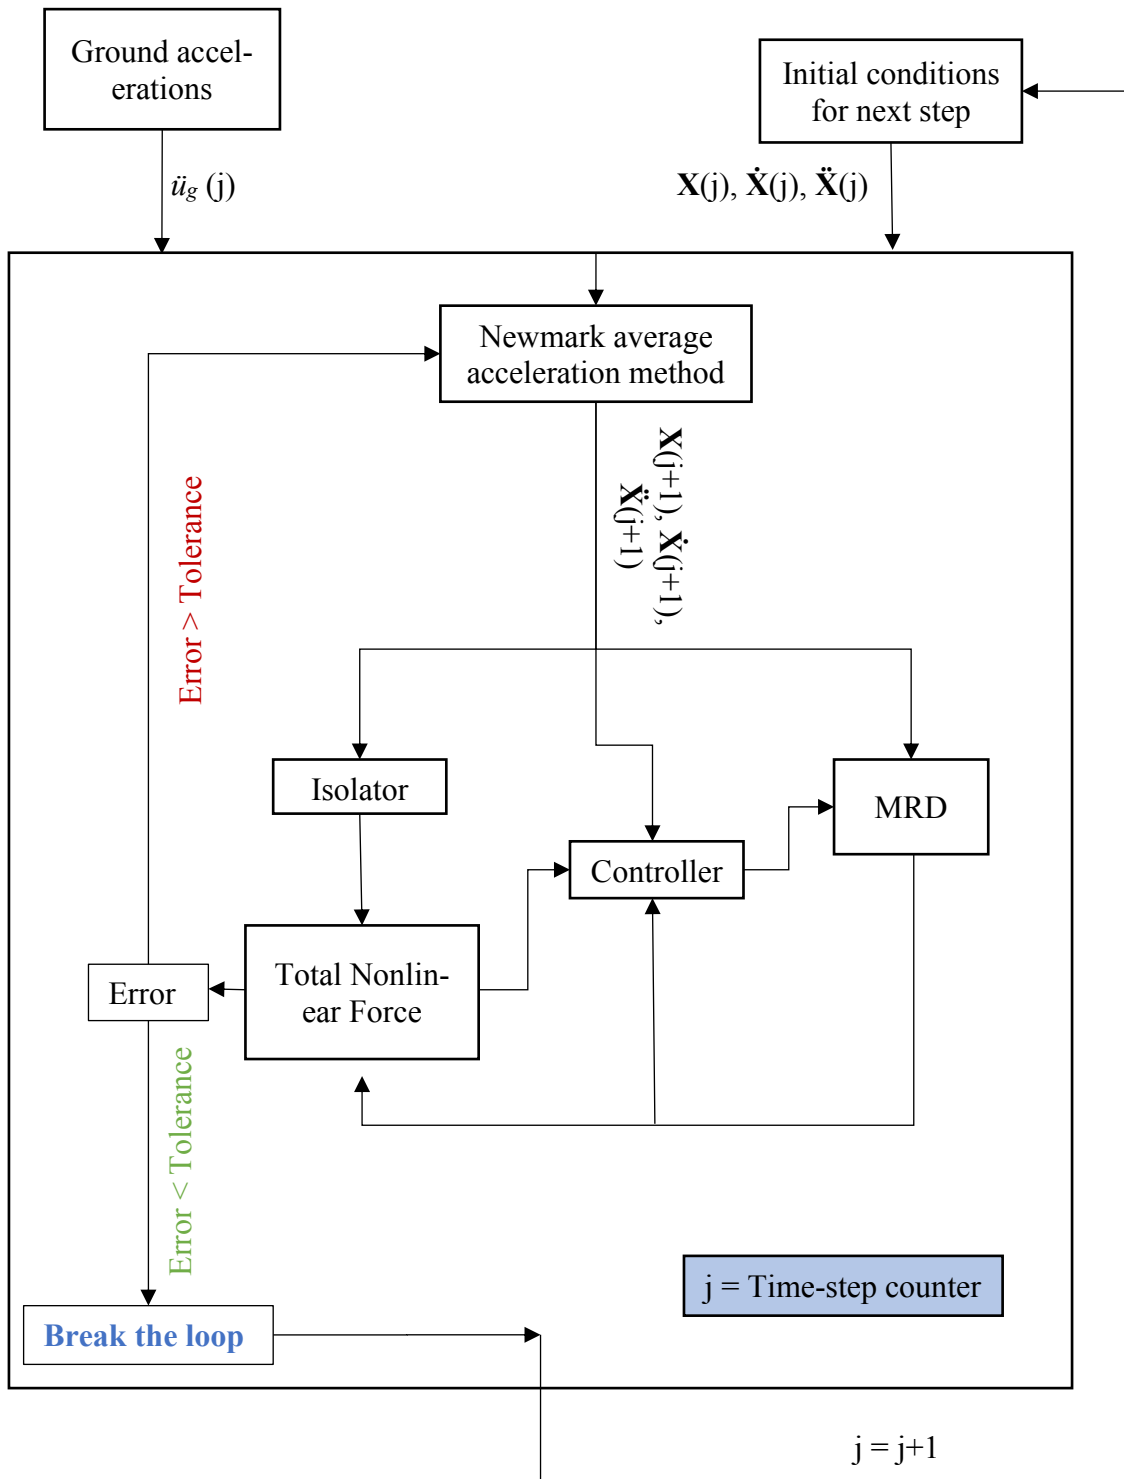 Ground accel-
erations
Initial conditions
for next step
ü_g (j)
X(j), Ẋ(j), Ẍ(j)
Newmark average
acceleration method
X(j+1), Ẋ(j+1),
Ẍ(j+1)
Error > Tolerance
Isolator
MRD
Controller
Total Nonlin-
ear Force
Error
Error < Tolerance
j = Time-step counter
Break the loop
j = j+1